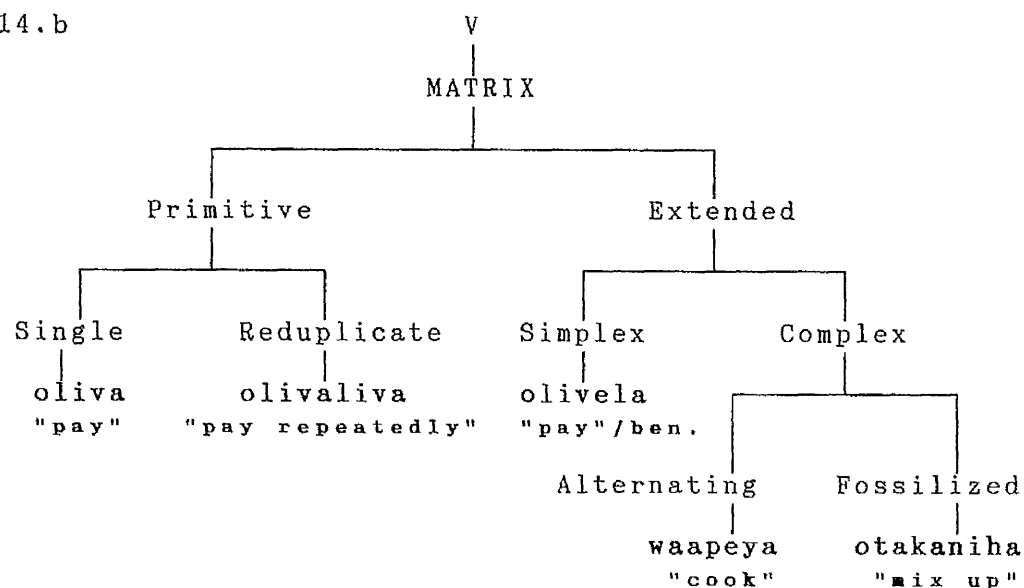 14.b V
MATRIX
Primitive Extended
Single Reduplicate Simplex Complex
oliva olivaliva olivela
"pay" "pay repeatedly" "pay"/ben.
Alternating Fossilized
waapeya otakaniha
"cook" "mix up"